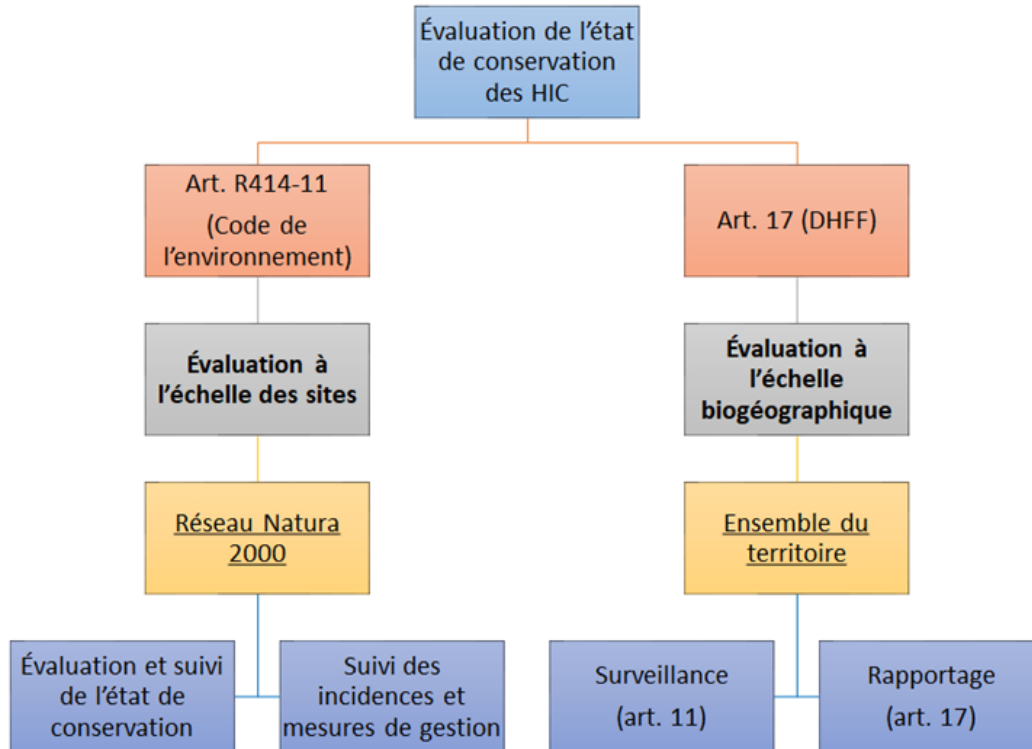 Évaluation de l'état
de conservation
des HIC
Art. R414-11
(Code de
l'environnement)
Art. 17 (DHFF)
Évaluation à
l'échelle des sites
Évaluation à
l'échelle
biogéographique
Réseau Natura
2000
Ensemble du
territoire
Évaluation et suivi
de l'état de
conservation
Suivi des
incidences et
mesures de gestion
Surveillance
(art. 11)
Rapportage
(art. 17)